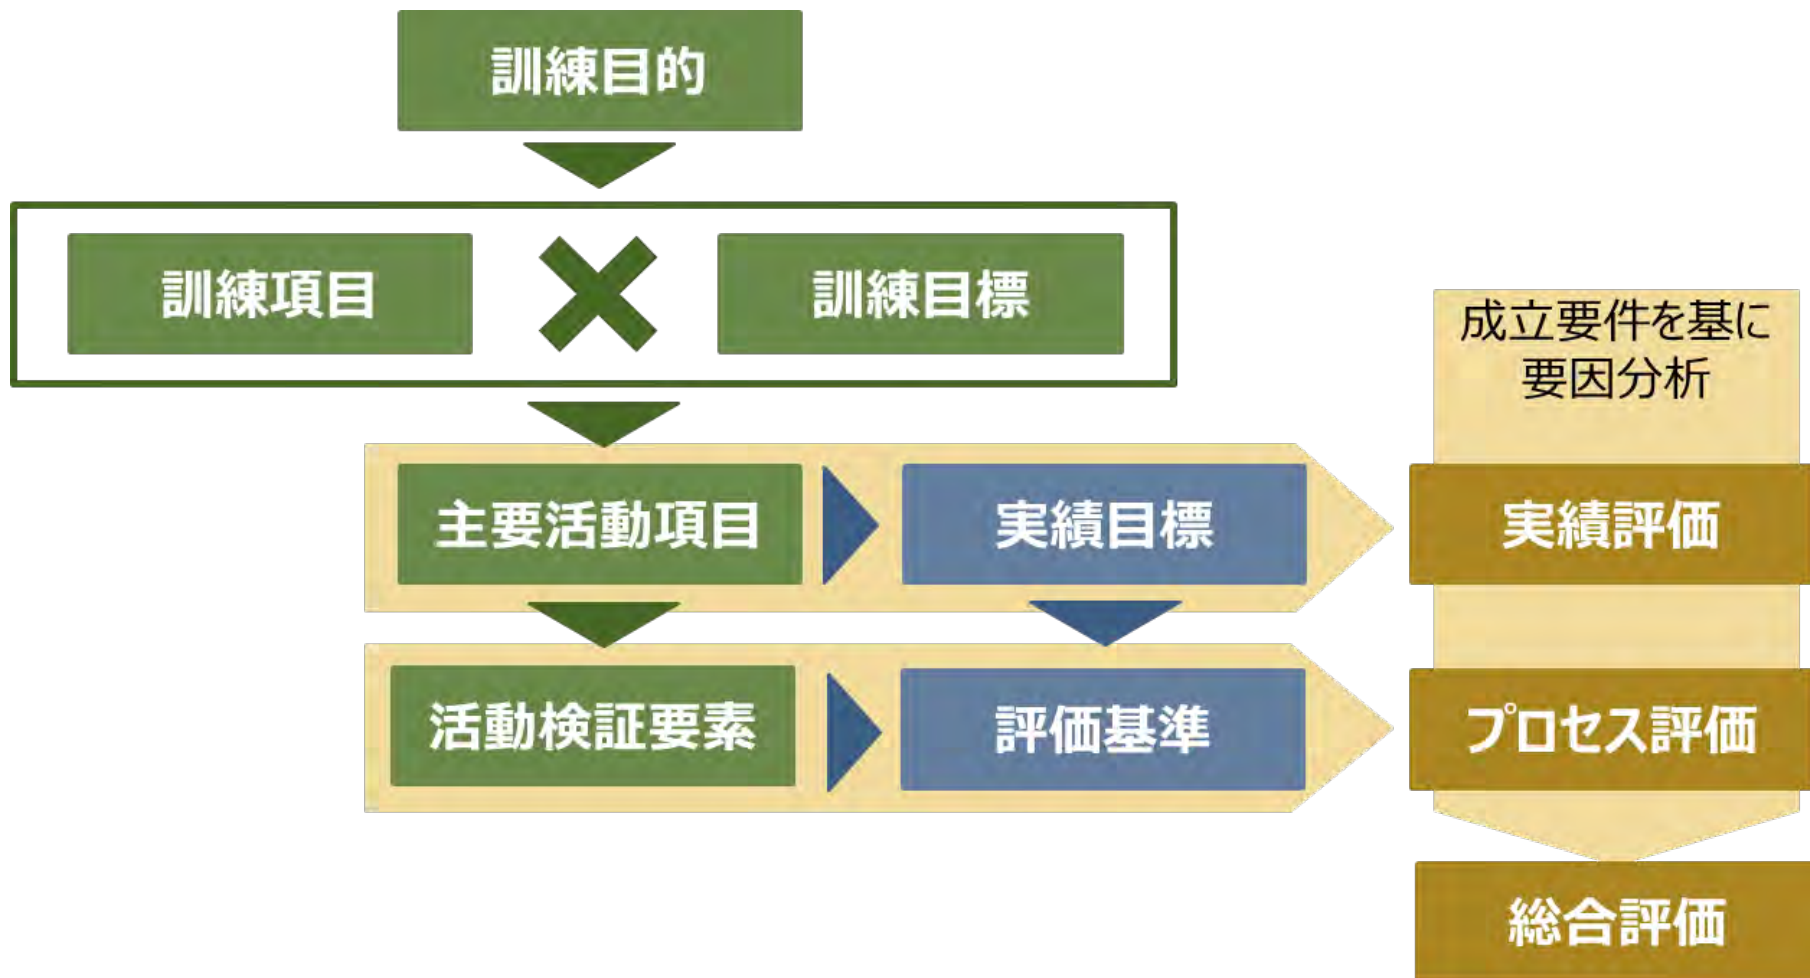 訓練目的
訓練項目
訓練目標
成立要件を基に
要因分析
主要活動項目
実績目標
実績評価
活動検証要素
評価基準
プロセス評価
総合評価